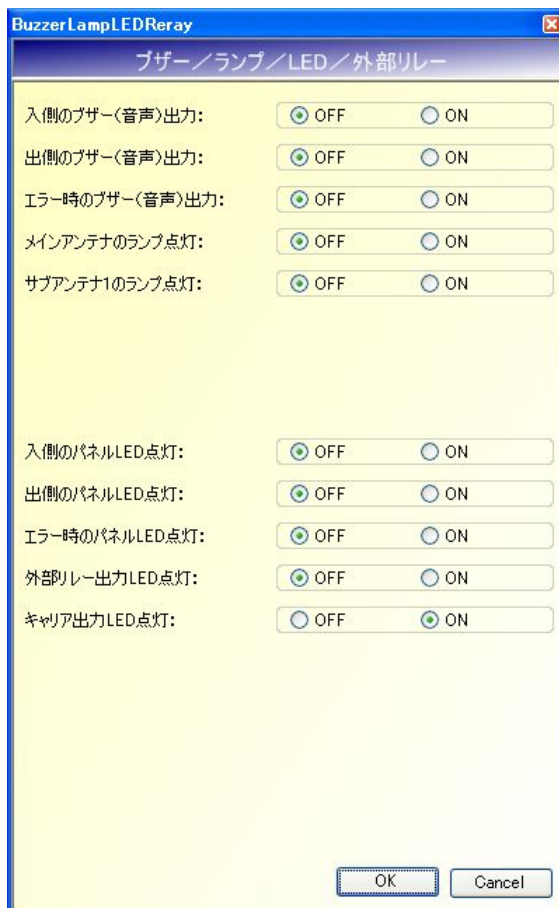 BuzzerLampLEDReray
ブザー／ランプ／LED／外部リレー
入側のブザー(音声)出力: OFF ON
出側のブザー(音声)出力: OFF ON
エラー時のブザー(音声)出力: OFF ON
メインアンテナのランプ点灯: OFF ON
サブアンテナ1のランプ点灯: OFF ON
入側のパネルLED点灯: OFF ON
出側のパネルLED点灯: OFF ON
エラー時のパネルLED点灯: OFF ON
外部リレー出力LED点灯: OFF ON
キャリア出力LED点灯: OFF ON
OK Cancel